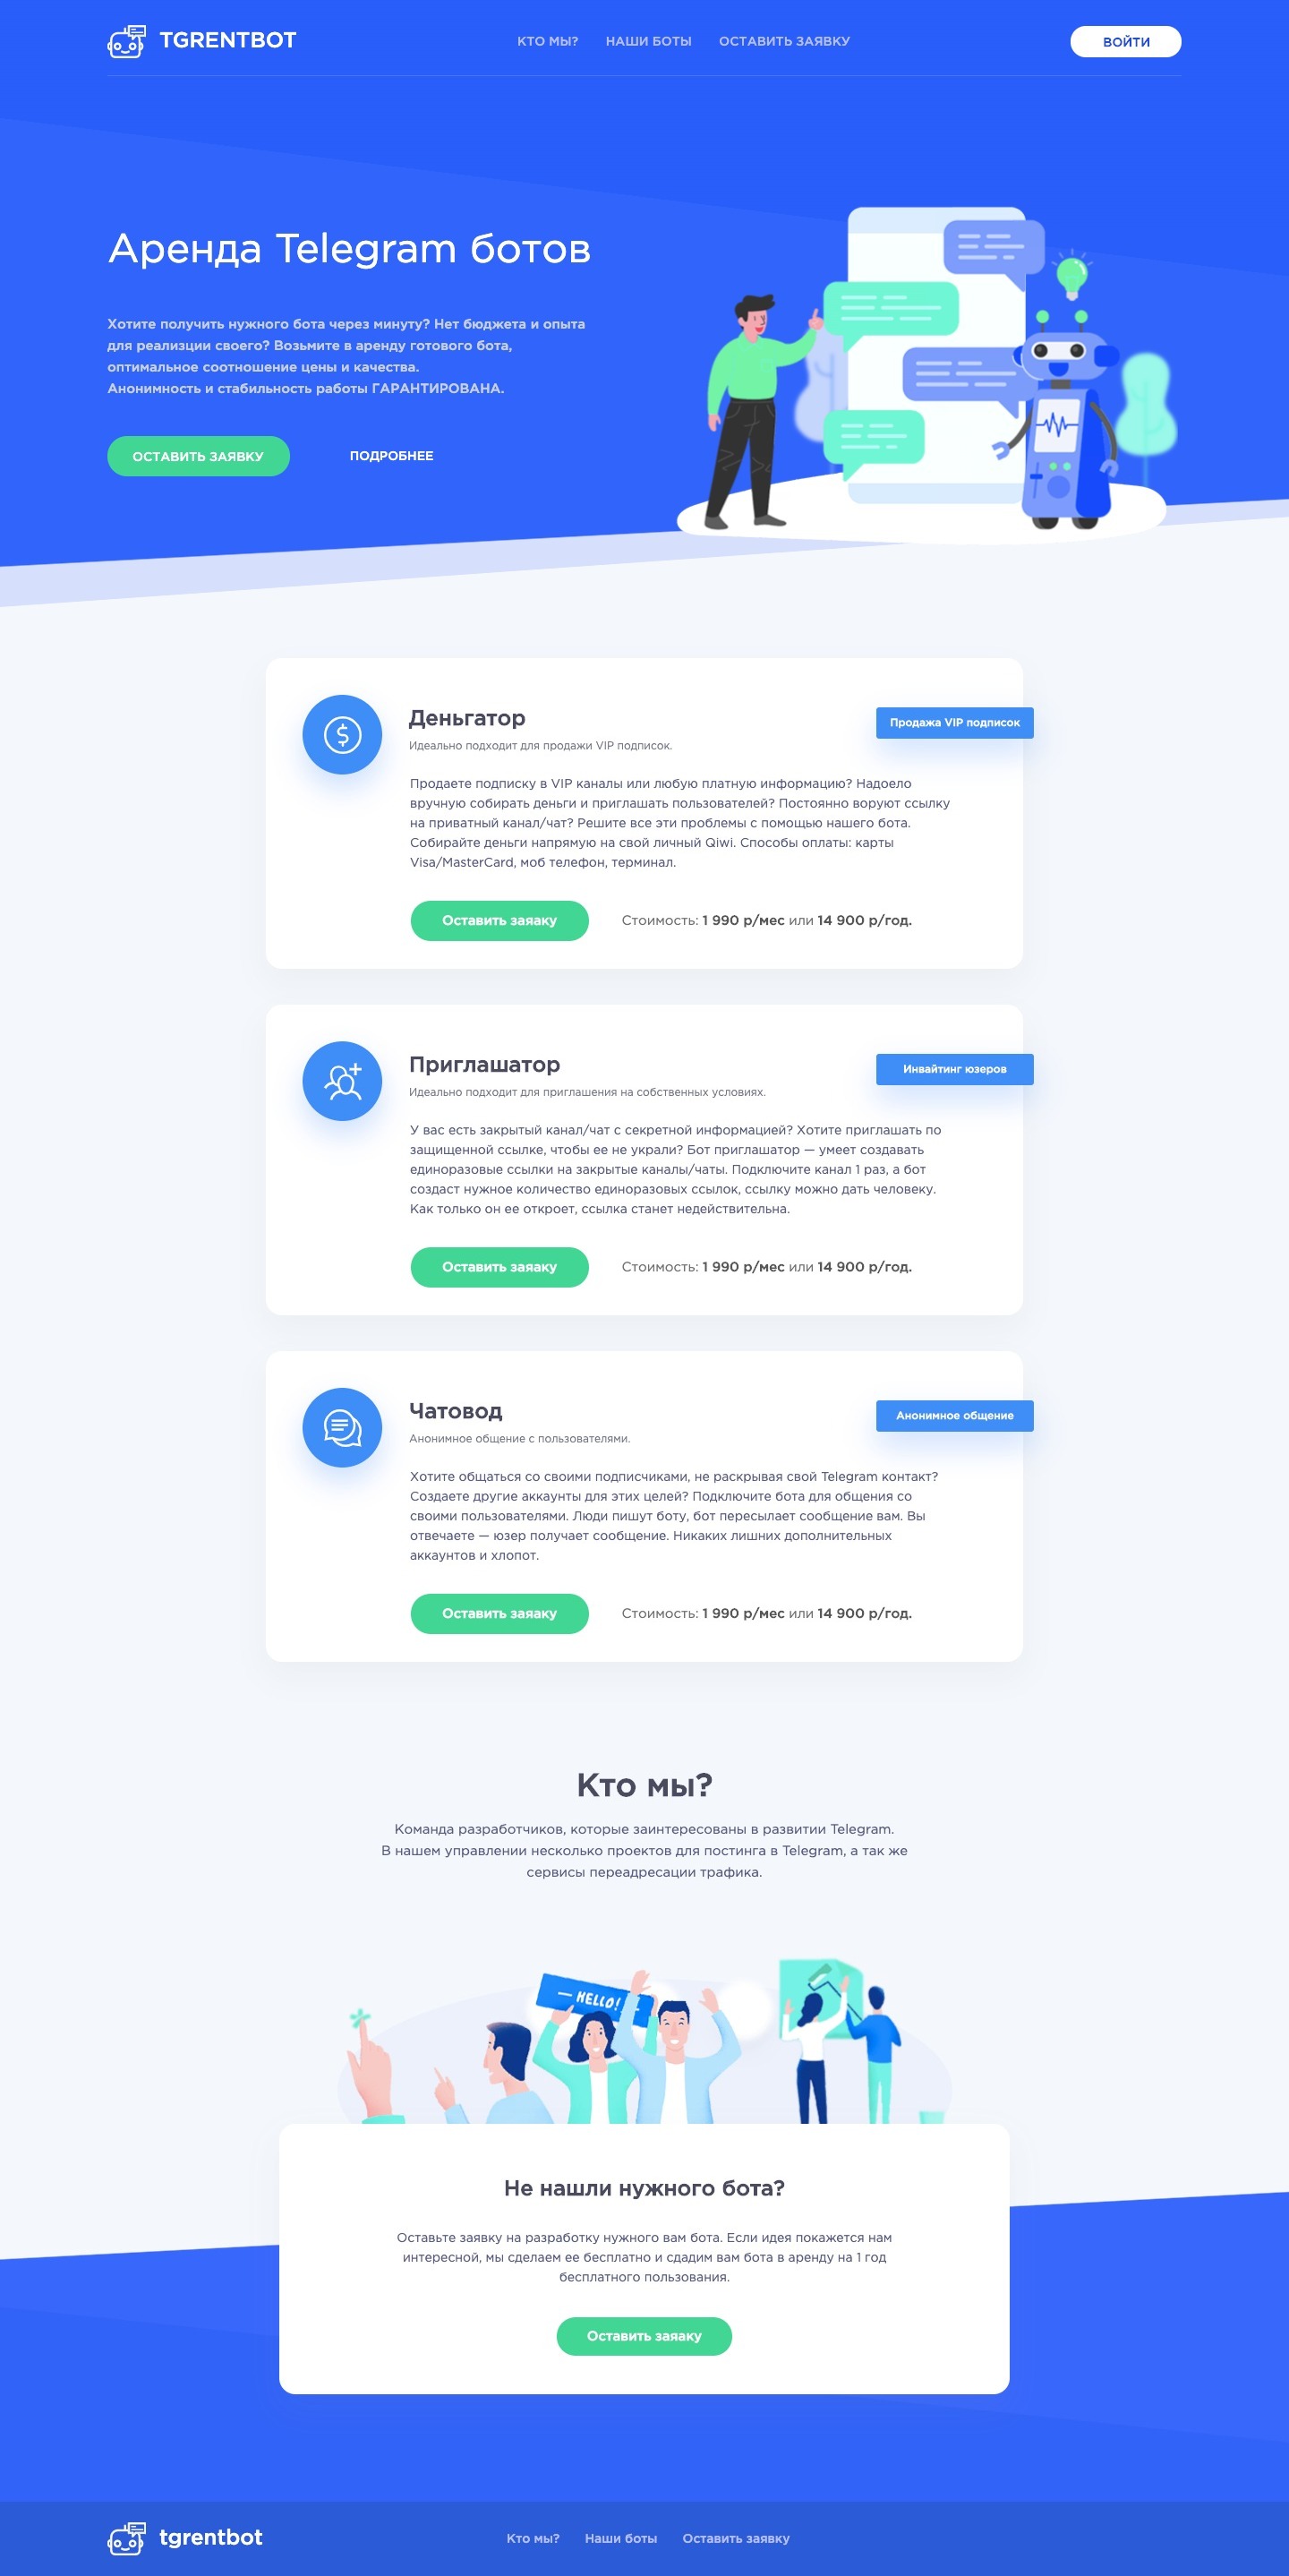 TGRENTBOT
КТО МЫ?
НАШИ БОТЫ
ОСТАВИТЬ ЗАЯВКУ
ВОЙТИ
Аренда Telegram ботов
Хотите получить нужного бота через минуту? Нет бюджета и опыта
для реализции своего? Возьмите в аренду готового бота,
оптимальное соотношение цены и качества.
Анонимность и стабильность работы ГАРАНТИРОВАНА.
ОСТАВИТЬ ЗАЯВКУ
ПОДРОБНЕЕ
Деньгатор
Продажа VIP подписок
Идеально подходит для продажи VIP подписок.
Продаете подписку в VIP каналы или любую платную информацию? Надоело
вручную собирать деньги и приглашать пользователей? Постоянно воруют ссылку
на приватный канал/чат? Решите все эти проблемы с помощью нашего бота.
Собирайте деньги напрямую на свой личный Qiwi. Способы оплаты: карты
Visa/MasterCard, моб телефон, терминал.
Оставить заяаку
Стоимость: 1 990 р/мес или 14 900 р/год.
Приглашатор
Инвайтинг юзеров
Идеально подходит для приглашения на собственных условиях.
У вас есть закрытый канал/чат с секретной информацией? Хотите приглашать по
защищенной ссылке, чтобы ее не украли? Бот приглашатор — умеет создавать
единоразовые ссылки на закрытые каналы/чаты. Подключите канал 1 раз, а бот
создаст нужное количество единоразовых ссылок, ссылку можно дать человеку.
Как только он ее откроет, ссылка станет недействительна.
Оставить заяаку
Стоимость: 1 990 р/мес или 14 900 р/год.
Чатовод
Анонимное общение
Анонимное общение с пользователями.
Хотите общаться со своими подписчиками, не раскрывая свой Telegram контакт?
Создаете другие аккаунты для этих целей? Подключите бота для общения со
своими пользователями. Люди пишут боту, бот пересылает сообщение вам. Вы
отвечаете — юзер получает сообщение. Никаких лишних дополнительных
аккаунтов и хлопот.
Оставить заяаку
Стоимость: 1 990 р/мес или 14 900 р/год.
Кто мы?
Команда разработчиков, которые заинтересованы в развитии Telegram.
В нашем управлении несколько проектов для постинга в Telegram, а так же
сервисы переадресации трафика.
— HELLO! —
Не нашли нужного бота?
Оставьте заявку на разработку нужного вам бота. Если идея покажется нам
интересной, мы сделаем ее бесплатно и сдадим вам бота в аренду на 1 год
бесплатного пользования.
Оставить заяаку
tgrentbot
Кто мы?
Наши боты
Оставить заявку